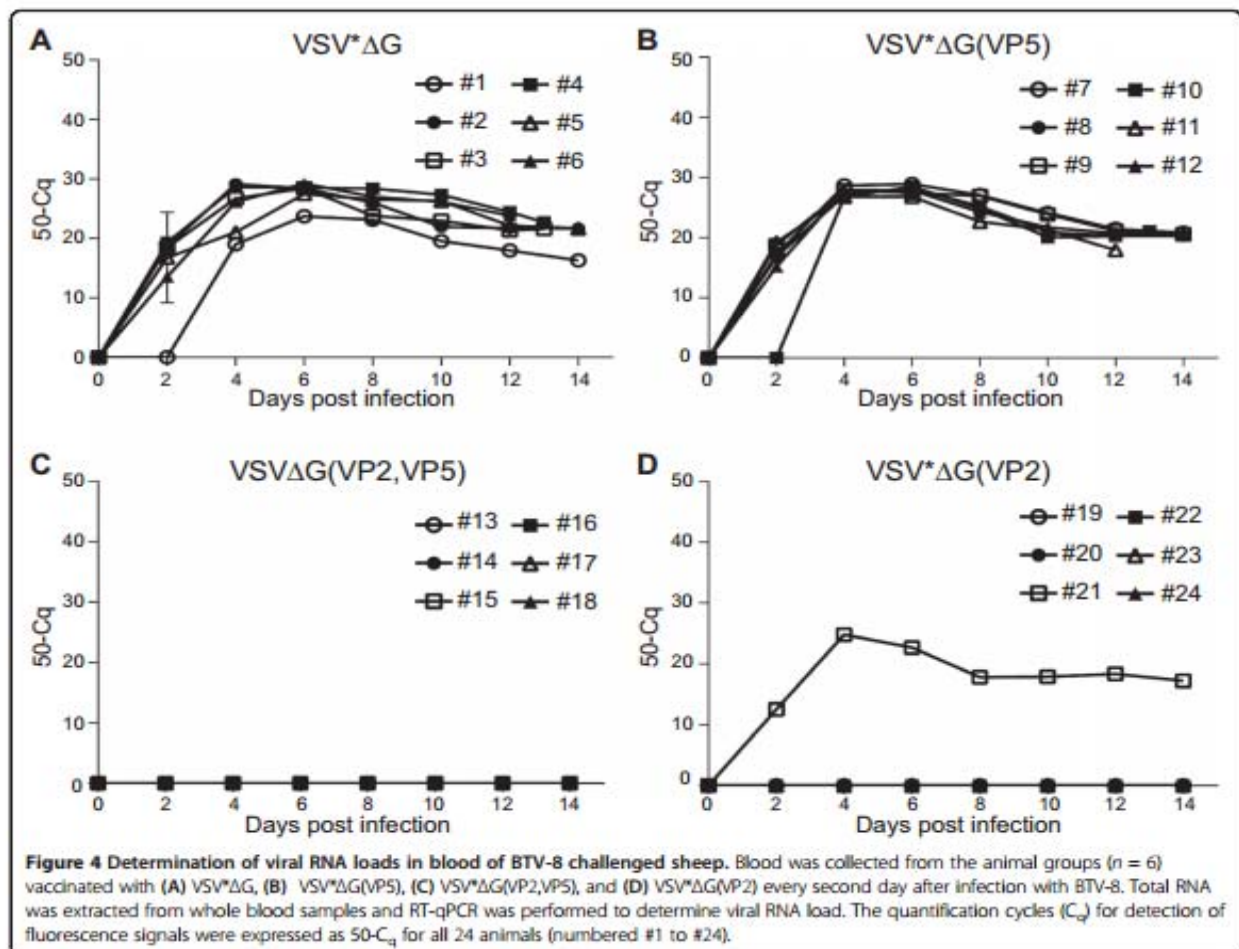 A
VSV*ΔG
50
40
30
20
10
0
50-Cq
#1 #4
#2 #5
#3 #6
0 2 4 6 8 10 12 14
Days post infection
B
VSV*ΔG(VP5)
50
40
30
20
10
0
50-Cq
#7 #10
#8 #11
#9 #12
0 2 4 6 8 10 12 14
Days post infection
C
VSVΔG(VP2,VP5)
50
40
30
20
10
0
50-Cq
#13 #16
#14 #17
#15 #18
0 2 4 6 8 10 12 14
Days post infection
D
VSV*ΔG(VP2)
50
40
30
20
10
0
50-Cq
#19 #22
#20 #23
#21 #24
0 2 4 6 8 10 12 14
Days post infection
Figure 4 Determination of viral RNA loads in blood of BTV-8 challenged sheep. Blood was collected from the animal groups (n = 6)
vaccinated with (A) VSV*ΔG, (B) VSV*ΔG(VP5), (C) VSV*ΔG(VP2,VP5), and (D) VSV*ΔG(VP2) every second day after infection with BTV-8. Total RNA
was extracted from whole blood samples and RT-qPCR was performed to determine viral RNA load. The quantification cycles (Cq) for detection of
fluorescence signals were expressed as 50-Cq for all 24 animals (numbered #1 to #24).